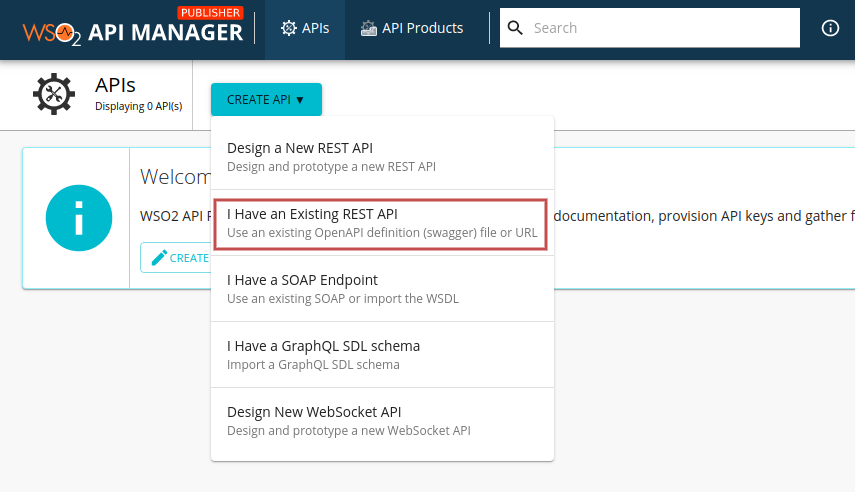 PUBLISHER
WSO2 API MANAGER
APIs
API Products
Search
APIs
Displaying 0 API(s)
CREATE API ▼
Design a New REST API
Design and prototype a new REST API
I Have an Existing REST API
Use an existing OpenAPI definition (swagger) file or URL
I Have a SOAP Endpoint
Use an existing SOAP or import the WSDL
I Have a GraphQL SDL schema
Import a GraphQL SDL schema
Design New WebSocket API
Design and prototype a new WebSocket API
Welcom
WSO2 API documentation, provision API keys and gather
CREATE